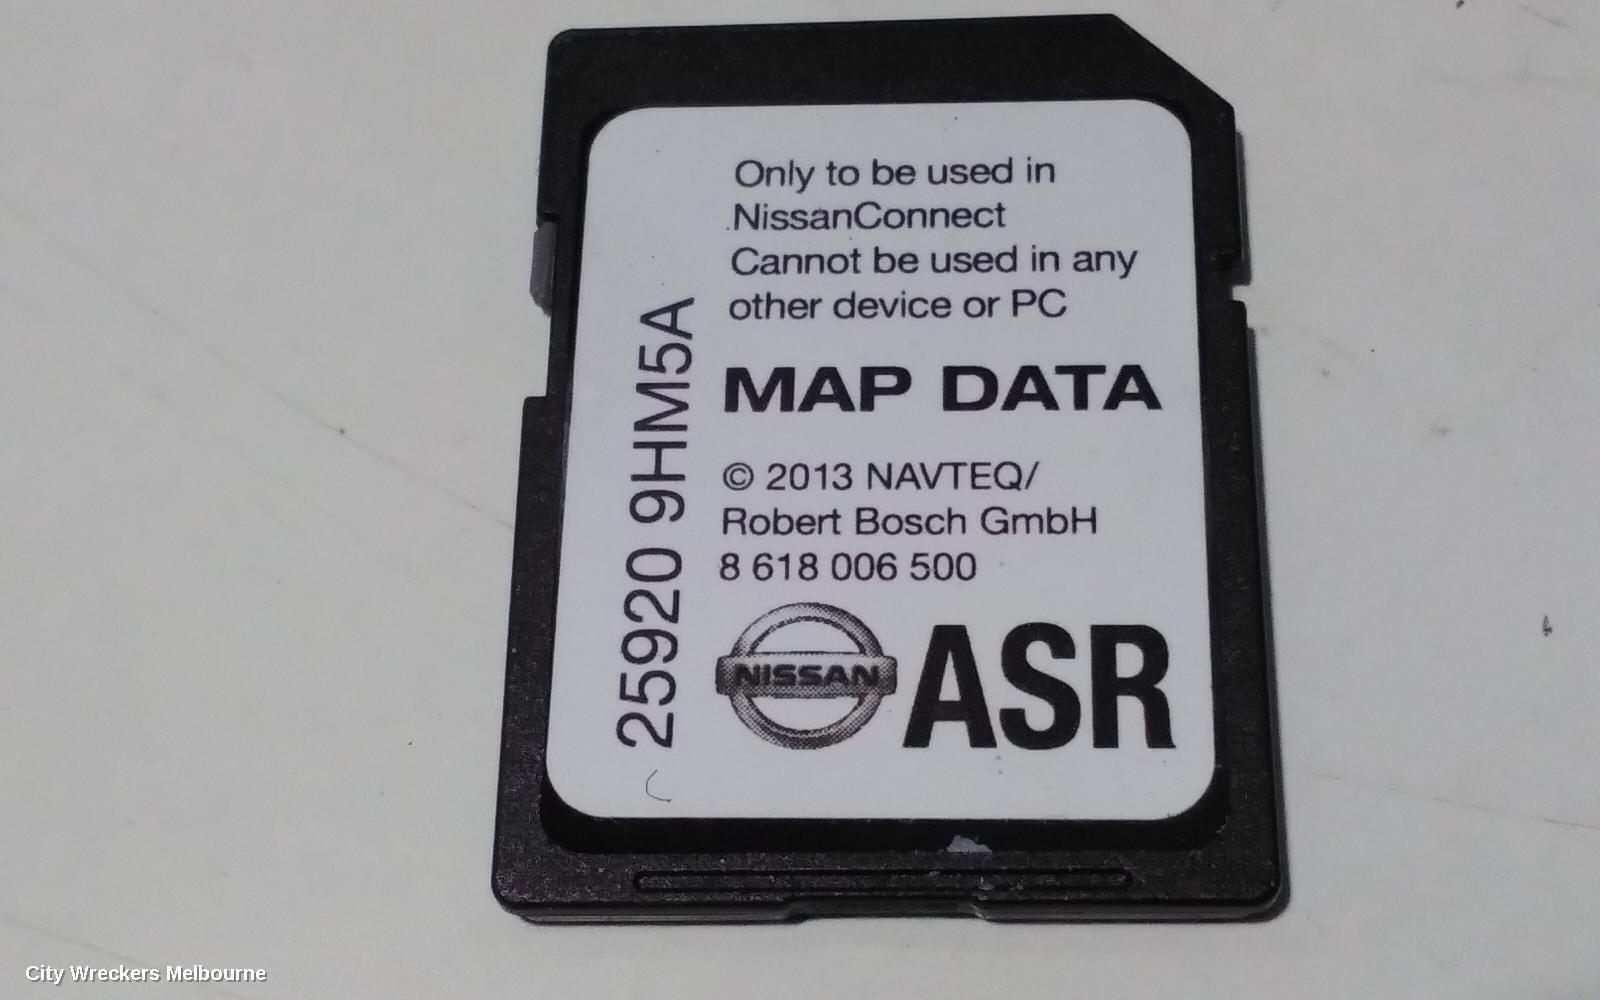 Only to be used in
NissanConnect
Cannot be used in any
other device or PC
MAP DATA
© 2013 NAVTEQ/
Robert Bosch GmbH
8 618 006 500
NISSAN
ASR
25920 9HM5A
City Wreckers Melbourne